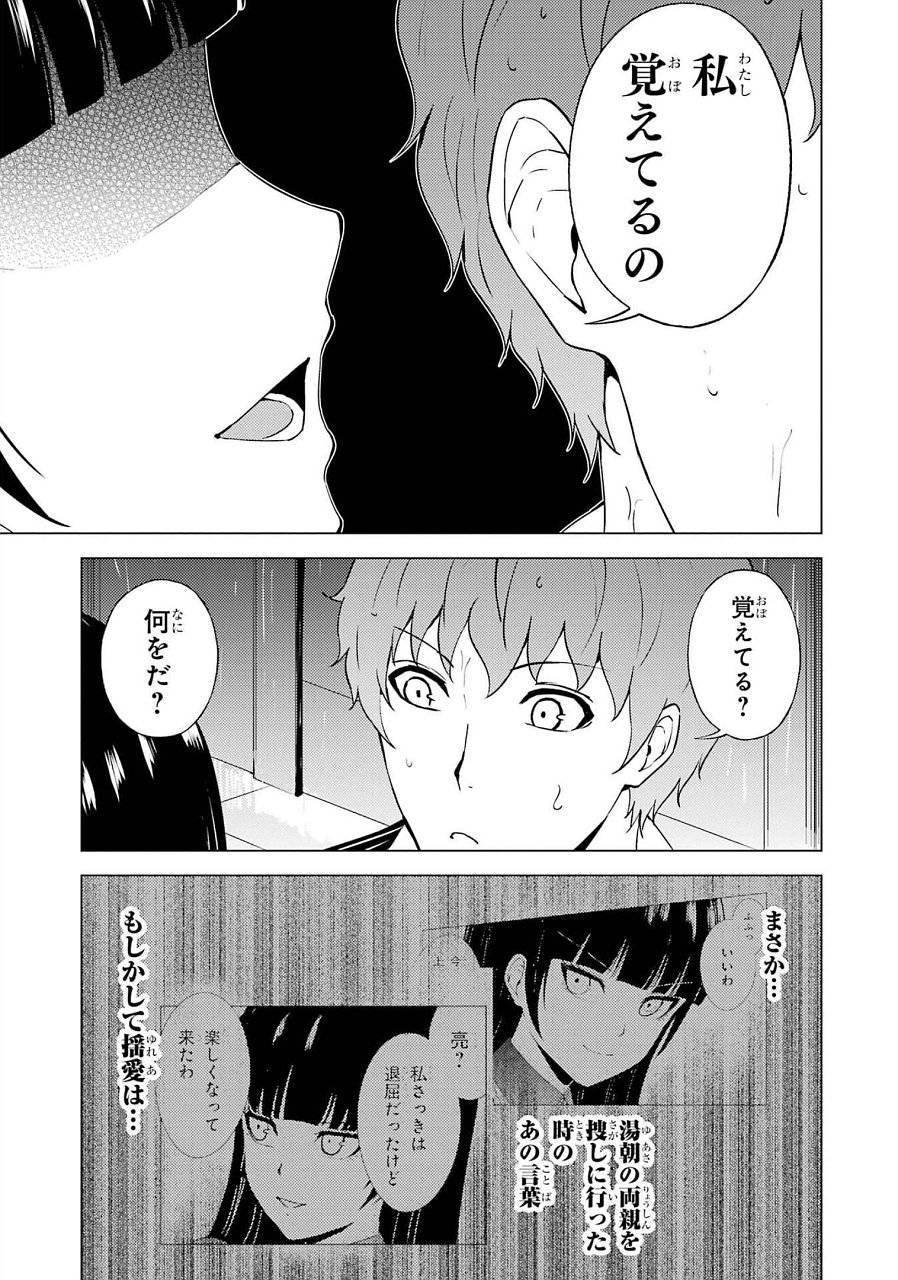 私
覚えてるの
覚えてる？
何をだ？
まさか…
ふふっ
いいわ
湯朝の両親を
捜しに行った
時の
あの言葉
亮？
私さっきは
退屈だったけど
楽しくなって
来たわ
もしかして揺愛は…